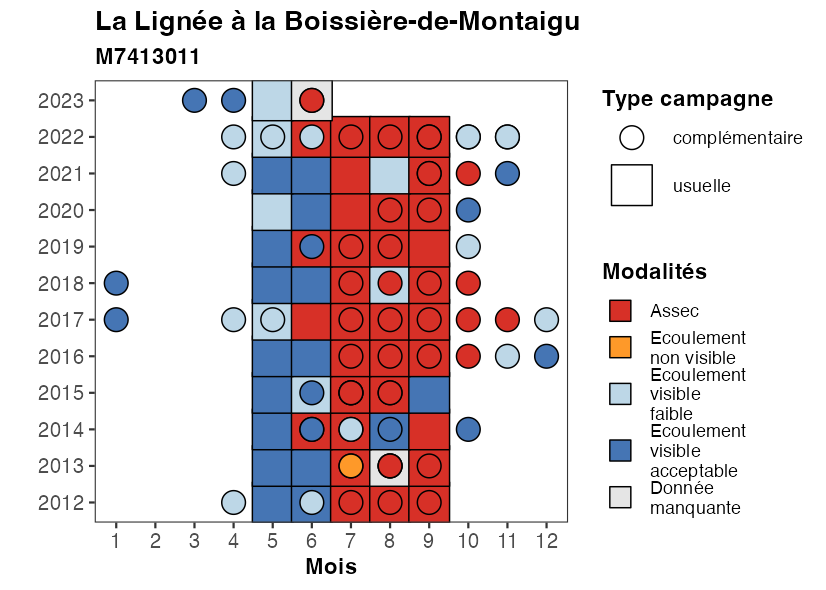 La Lignée à la Boissière-de-Montaigu
M7413011
2023
2022
2021
2020
2019
2018
2017
2016
2015
2014
2013
2012
1 2 3 4 5 6 7 8 9 10 11 12
Mois
Type campagne
complémentaire
usuelle
Modalités
Assec
Ecoulement
non visible
Ecoulement
visible
faible
Ecoulement
visible
acceptable
Donnée
manquante